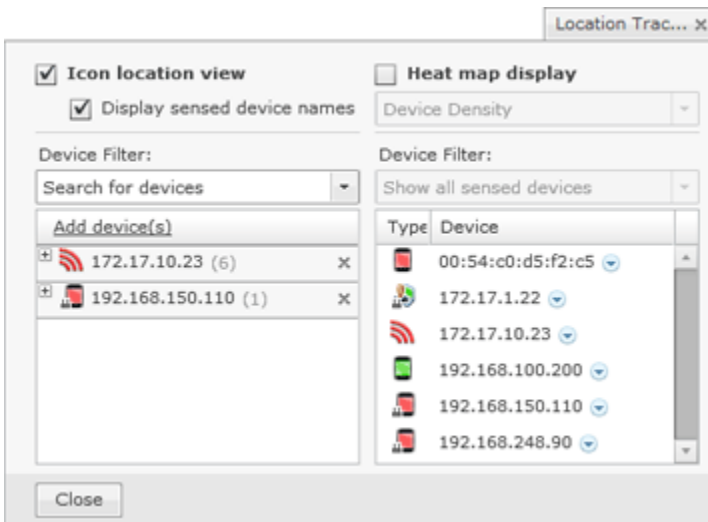 Location Trac... x
Icon location view
Display sensed device names
Heat map display
Device Density
Device Filter:
Search for devices
Add device(s)
172.17.10.23 (6)
192.168.150.110 (1)
Device Filter:
Show all sensed devices
Type Device
00:54:c0:d5:f2:c5
172.17.1.22
172.17.10.23
192.168.100.200
192.168.150.110
192.168.248.90
Close